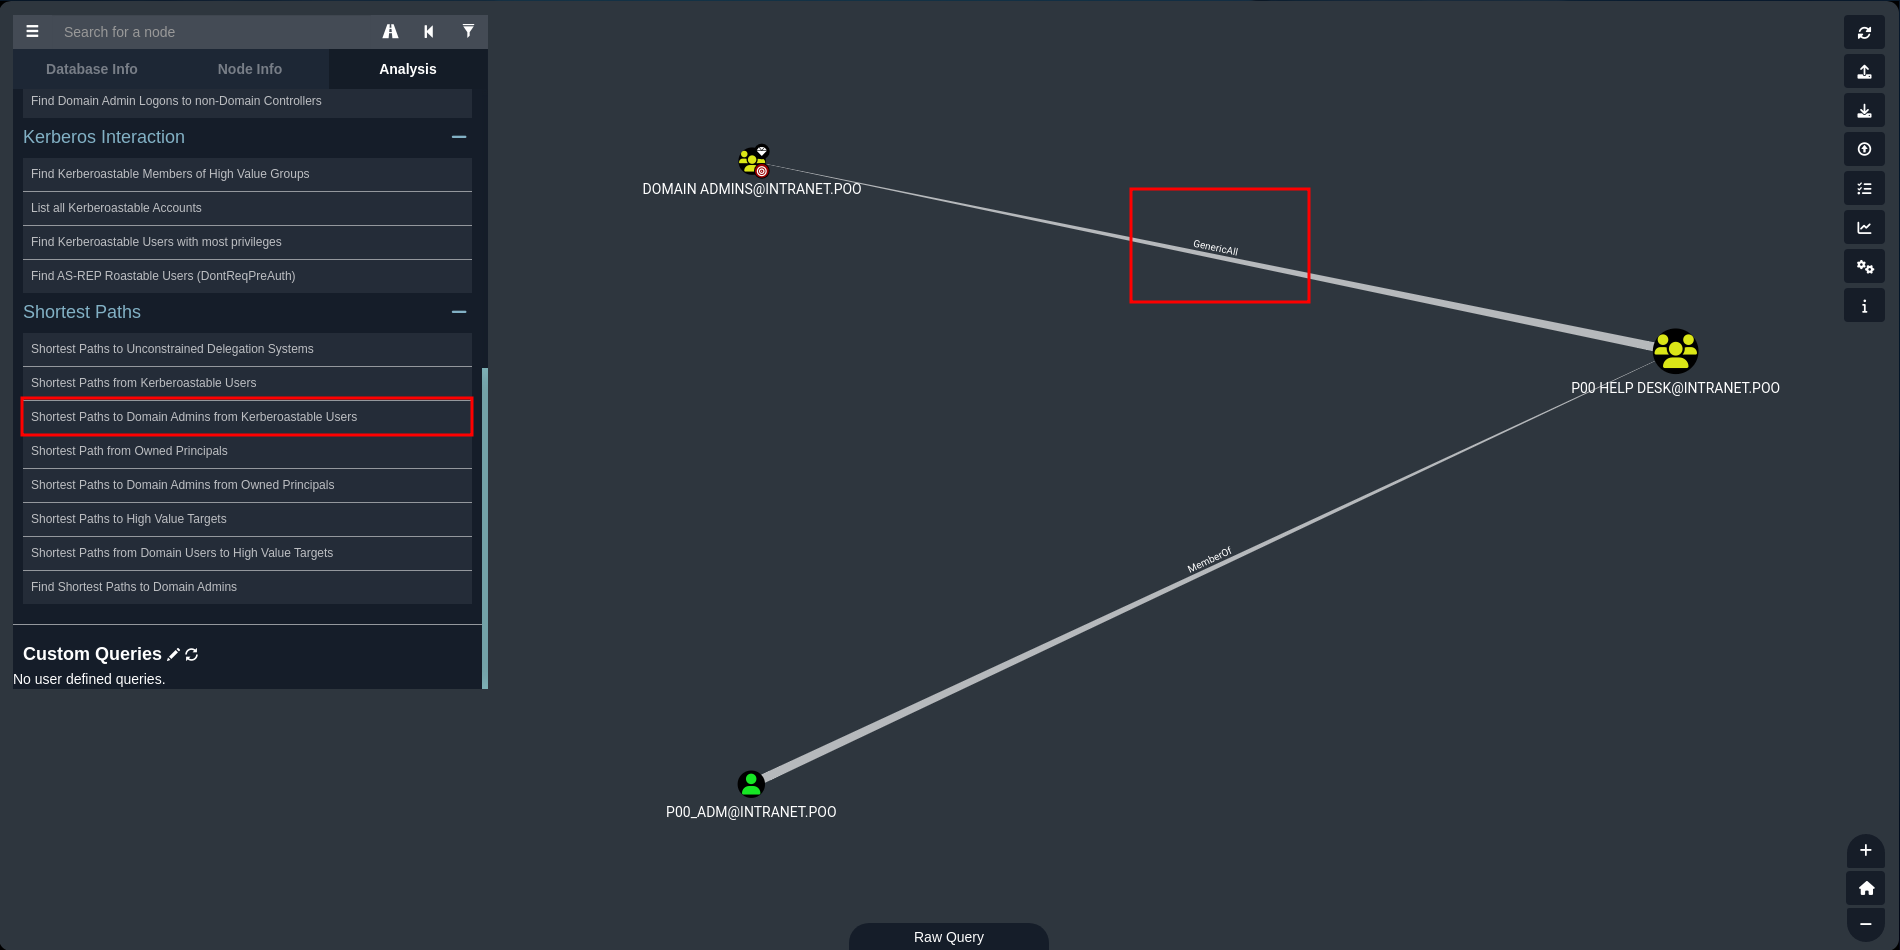 Search for a node
Database Info
Node Info
Analysis
Find Domain Admin Logons to non-Domain Controllers
Kerberos Interaction
Find Kerberoastable Members of High Value Groups
List all Kerberoastable Accounts
Find Kerberoastable Users with most privileges
Find AS-REP Roastable Users (DontReqPreAuth)
Shortest Paths
Shortest Paths to Unconstrained Delegation Systems
Shortest Paths from Kerberoastable Users
Shortest Paths to Domain Admins from Kerberoastable Users
Shortest Path from Owned Principals
Shortest Paths to Domain Admins from Owned Principals
Shortest Paths to High Value Targets
Shortest Paths from Domain Users to High Value Targets
Find Shortest Paths to Domain Admins
Custom Queries
No user defined queries.
DOMAIN ADMINS@INTRANET.POO
GenericAll
P00 HELP DESK@INTRANET.POO
MemberOf
P00_ADM@INTRANET.POO
Raw Query